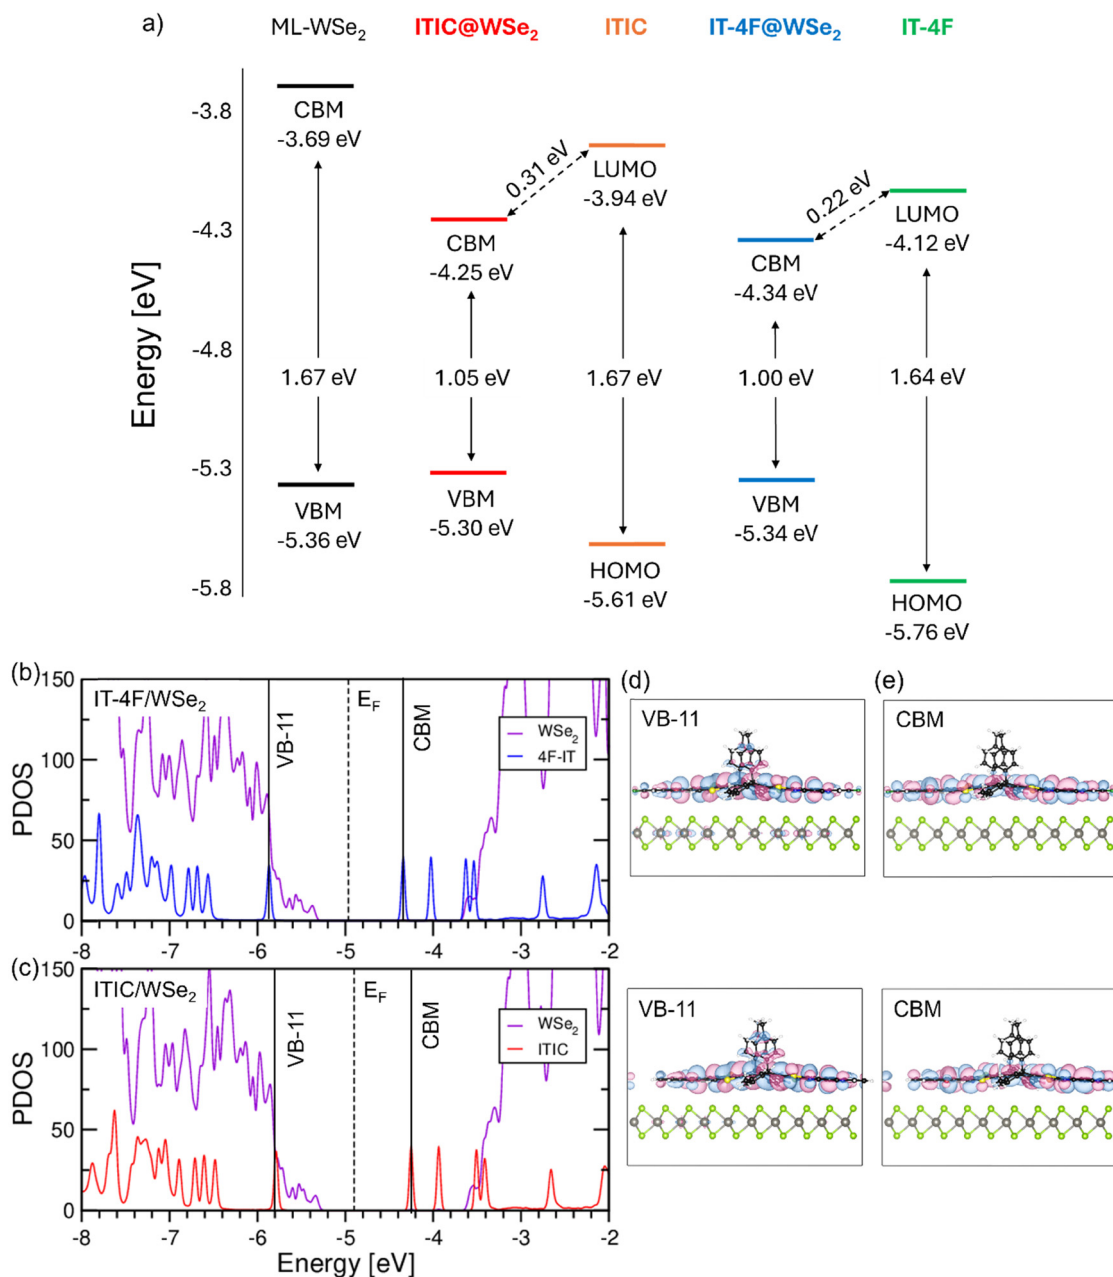 a)
ML-WSe₂
ITIC@WSe₂
ITIC
IT-4F@WSe₂
IT-4F
Energy [eV]
-3.8
-4.3
-4.8
-5.3
-5.8
CBM
-3.69 eV
1.67 eV
VBM
-5.36 eV
CBM
-4.25 eV
1.05 eV
VBM
-5.30 eV
0.31 eV
LUMO
-3.94 eV
1.67 eV
HOMO
-5.61 eV
CBM
-4.34 eV
1.00 eV
VBM
-5.34 eV
0.22 eV
LUMO
-4.12 eV
1.64 eV
HOMO
-5.76 eV
(b)
PDOS
150
100
50
0
IT-4F/WSe₂
VB-11
E_F
CBM
WSe₂
4F-IT
-8 -7 -6 -5 -4 -3 -2
(c)
PDOS
150
100
50
0
ITIC/WSe₂
VB-11
E_F
CBM
WSe₂
ITIC
-8 -7 -6 -5 -4 -3 -2
Energy [eV]
(d)
VB-11
(e)
CBM
VB-11
CBM